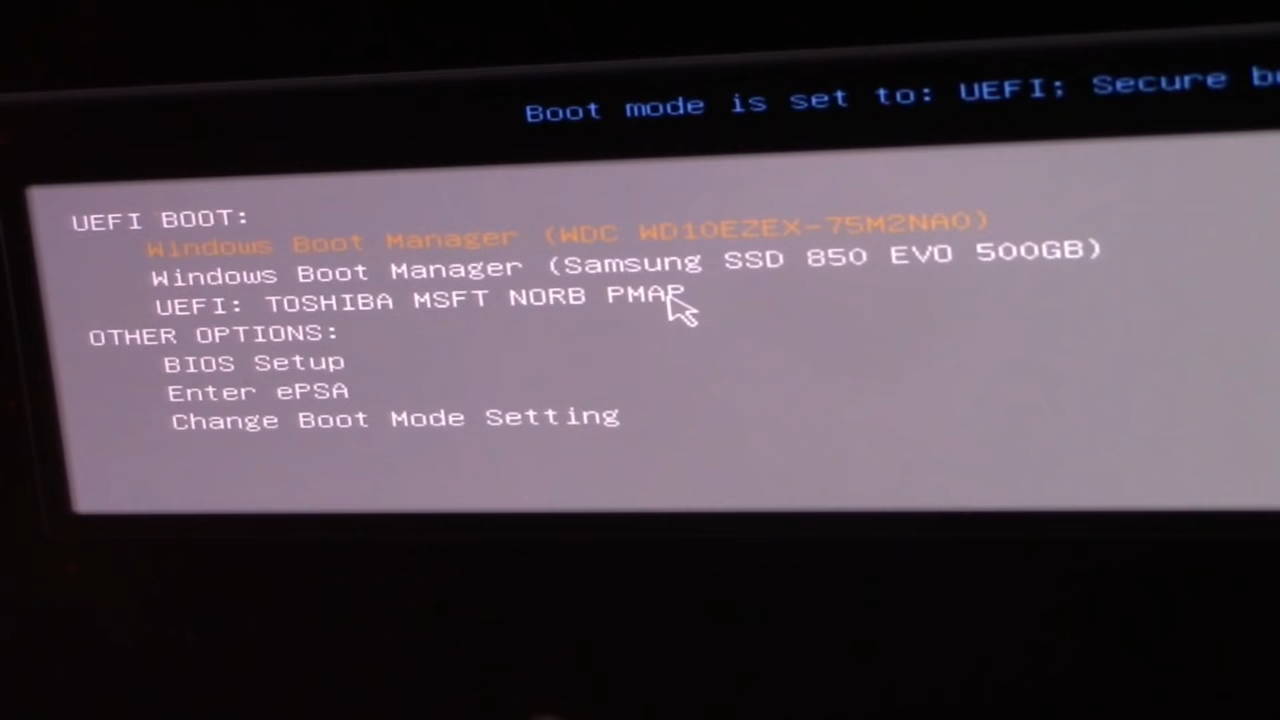 Boot mode is set to: UEFI; Secure
UEFI BOOT:
Windows Boot Manager (WDC WD10EZEX-75M2NA0)
Windows Boot Manager (Samsung SSD 850 EVO 500GB)
UEFI: TOSHIBA MSFT NORB PMAP
OTHER OPTIONS:
BIOS Setup
Enter ePSA
Change Boot Mode Setting